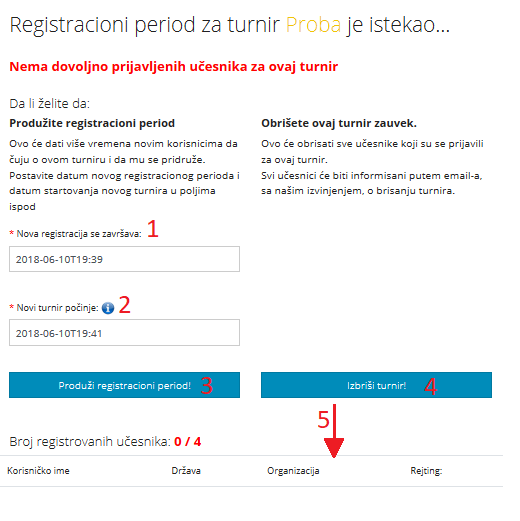 Registracioni period za turnir Proba je istekao...
Nema dovoljno prijavljenih učesnika za ovaj turnir
Da li želite da:
Produžite registracioni period
Ovo će dati više vremena novim korisnicima da
čuju o ovom turniru i da mu se pridruže.
Postavite datum novog registracionog perioda i
datum startovanja novog turnira u poljima
ispod
* Nova registracija se završava: 1
2018-06-10T19:39
* Novi turnir počinje: i 2
2018-06-10T19:41
Produži registracioni period! 3
Obrišete ovaj turnir zauvek.
Ovo će obrisati sve učesnike koji su se prijavili
za ovaj turnir.
Svi učesnici će biti informisani putem email-a,
sa našim izvinjenjem, o brisanju turnira.
Izbriši turnir! 4
5
Broj registrovanih učesnika: 0 / 4
Korisničko ime Država Organizacija Rejting: